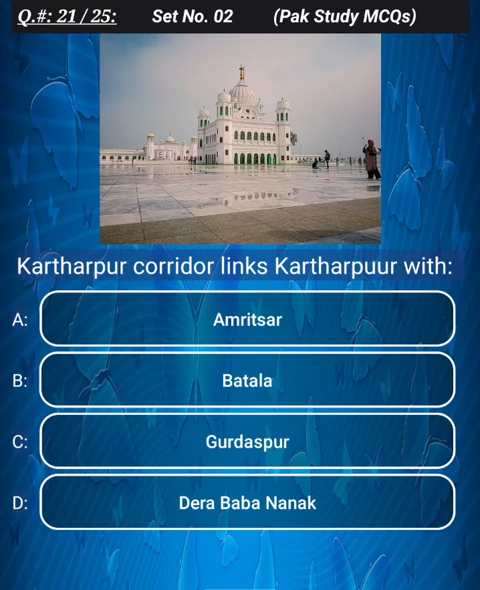 Q.#: 21 / 25: Set No. 02 (Pak Study MCQs)
Kartharpur corridor links Kartharpuur with:
A: Amritsar
B: Batala
C: Gurdaspur
D: Dera Baba Nanak